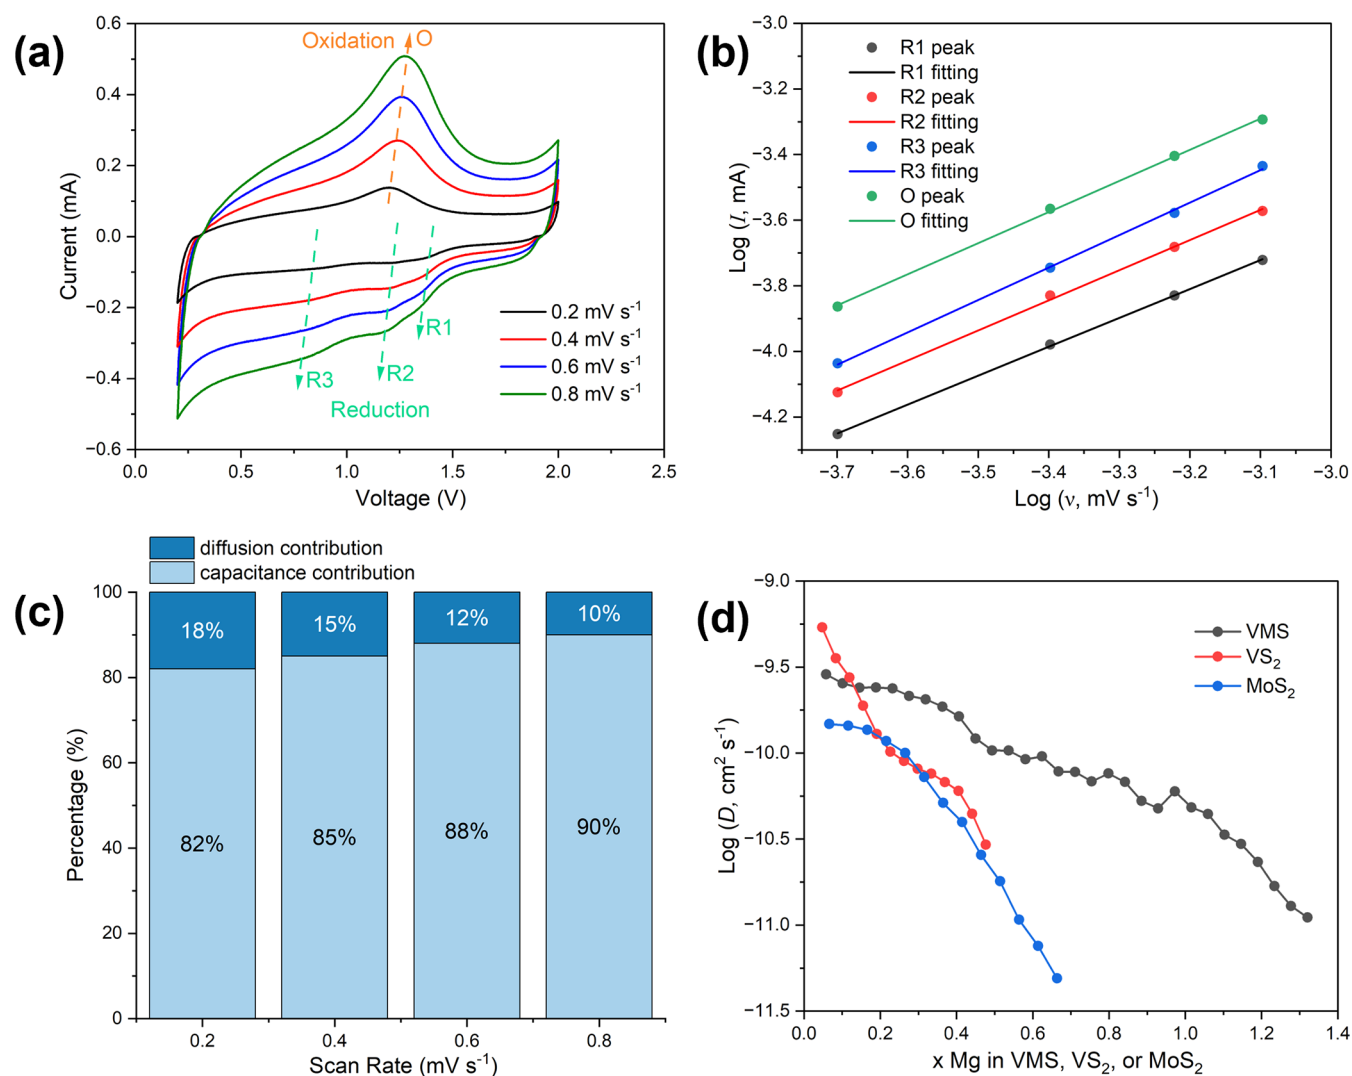 (a)
0.6
0.4
0.2
0.0
−0.2
−0.4
−0.6
Current (mA)
Oxidation
O
R1
R2
R3
Reduction
0.2 mV s⁻¹
0.4 mV s⁻¹
0.6 mV s⁻¹
0.8 mV s⁻¹
0.0 0.5 1.0 1.5 2.0 2.5
Voltage (V)
(b)
−3.0
−3.2
−3.4
−3.6
−3.8
−4.0
−4.2
Log (I, mA)
R1 peak
R1 fitting
R2 peak
R2 fitting
R3 peak
R3 fitting
O peak
O fitting
−3.7 −3.6 −3.5 −3.4 −3.3 −3.2 −3.1 −3.0
Log (ν, mV s⁻¹)
(c)
diffusion contribution
capacitance contribution
100
80
60
40
20
0
Percentage (%)
18% 15% 12% 10%
82% 85% 88% 90%
0.2 0.4 0.6 0.8
Scan Rate (mV s⁻¹)
(d)
−9.0
−9.5
−10.0
−10.5
−11.0
−11.5
Log (D, cm² s⁻¹)
VMS
VS₂
MoS₂
0.0 0.2 0.4 0.6 0.8 1.0 1.2 1.4
x Mg in VMS, VS₂, or MoS₂